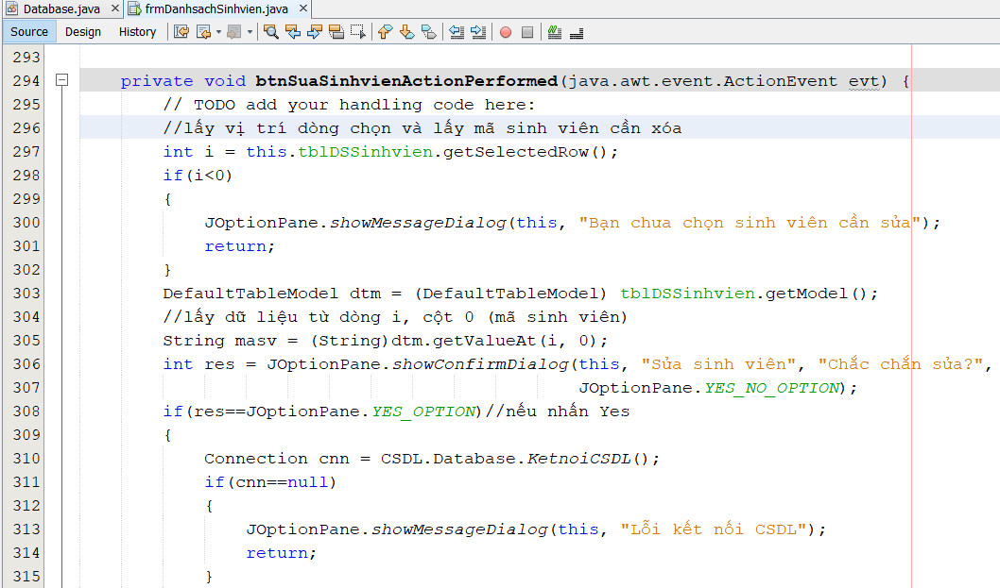 Database.java frmDanhsachSinhvien.java
Source Design History
293
294 private void btnSuaSinhvienActionPerformed(java.awt.event.ActionEvent evt) {
295 // TODO add your handling code here:
296 //lấy vị trí dòng chọn và lấy mã sinh viên cần xóa
297 int i = this.tblDSSinhvien.getSelectedRow();
298 if(i<0)
299 {
300 JOptionPane.showMessageDialog(this, "Bạn chưa chọn sinh viên cần sửa");
301 return;
302 }
303 DefaultTableModel dtm = (DefaultTableModel) tblDSSinhvien.getModel();
304 //lấy dữ liệu từ dòng i, cột 0 (mã sinh viên)
305 String masv = (String)dtm.getValueAt(i, 0);
306 int res = JOptionPane.showConfirmDialog(this, "Sửa sinh viên", "Chắc chắn sửa?",
307 JOptionPane.YES_NO_OPTION);
308 if(res==JOptionPane.YES_OPTION)//nếu nhấn Yes
309 {
310 Connection cnn = CSDL.Database.KetnoiCSDL();
311 if(cnn==null)
312 {
313 JOptionPane.showMessageDialog(this, "Lỗi kết nối CSDL");
314 return;
315 }